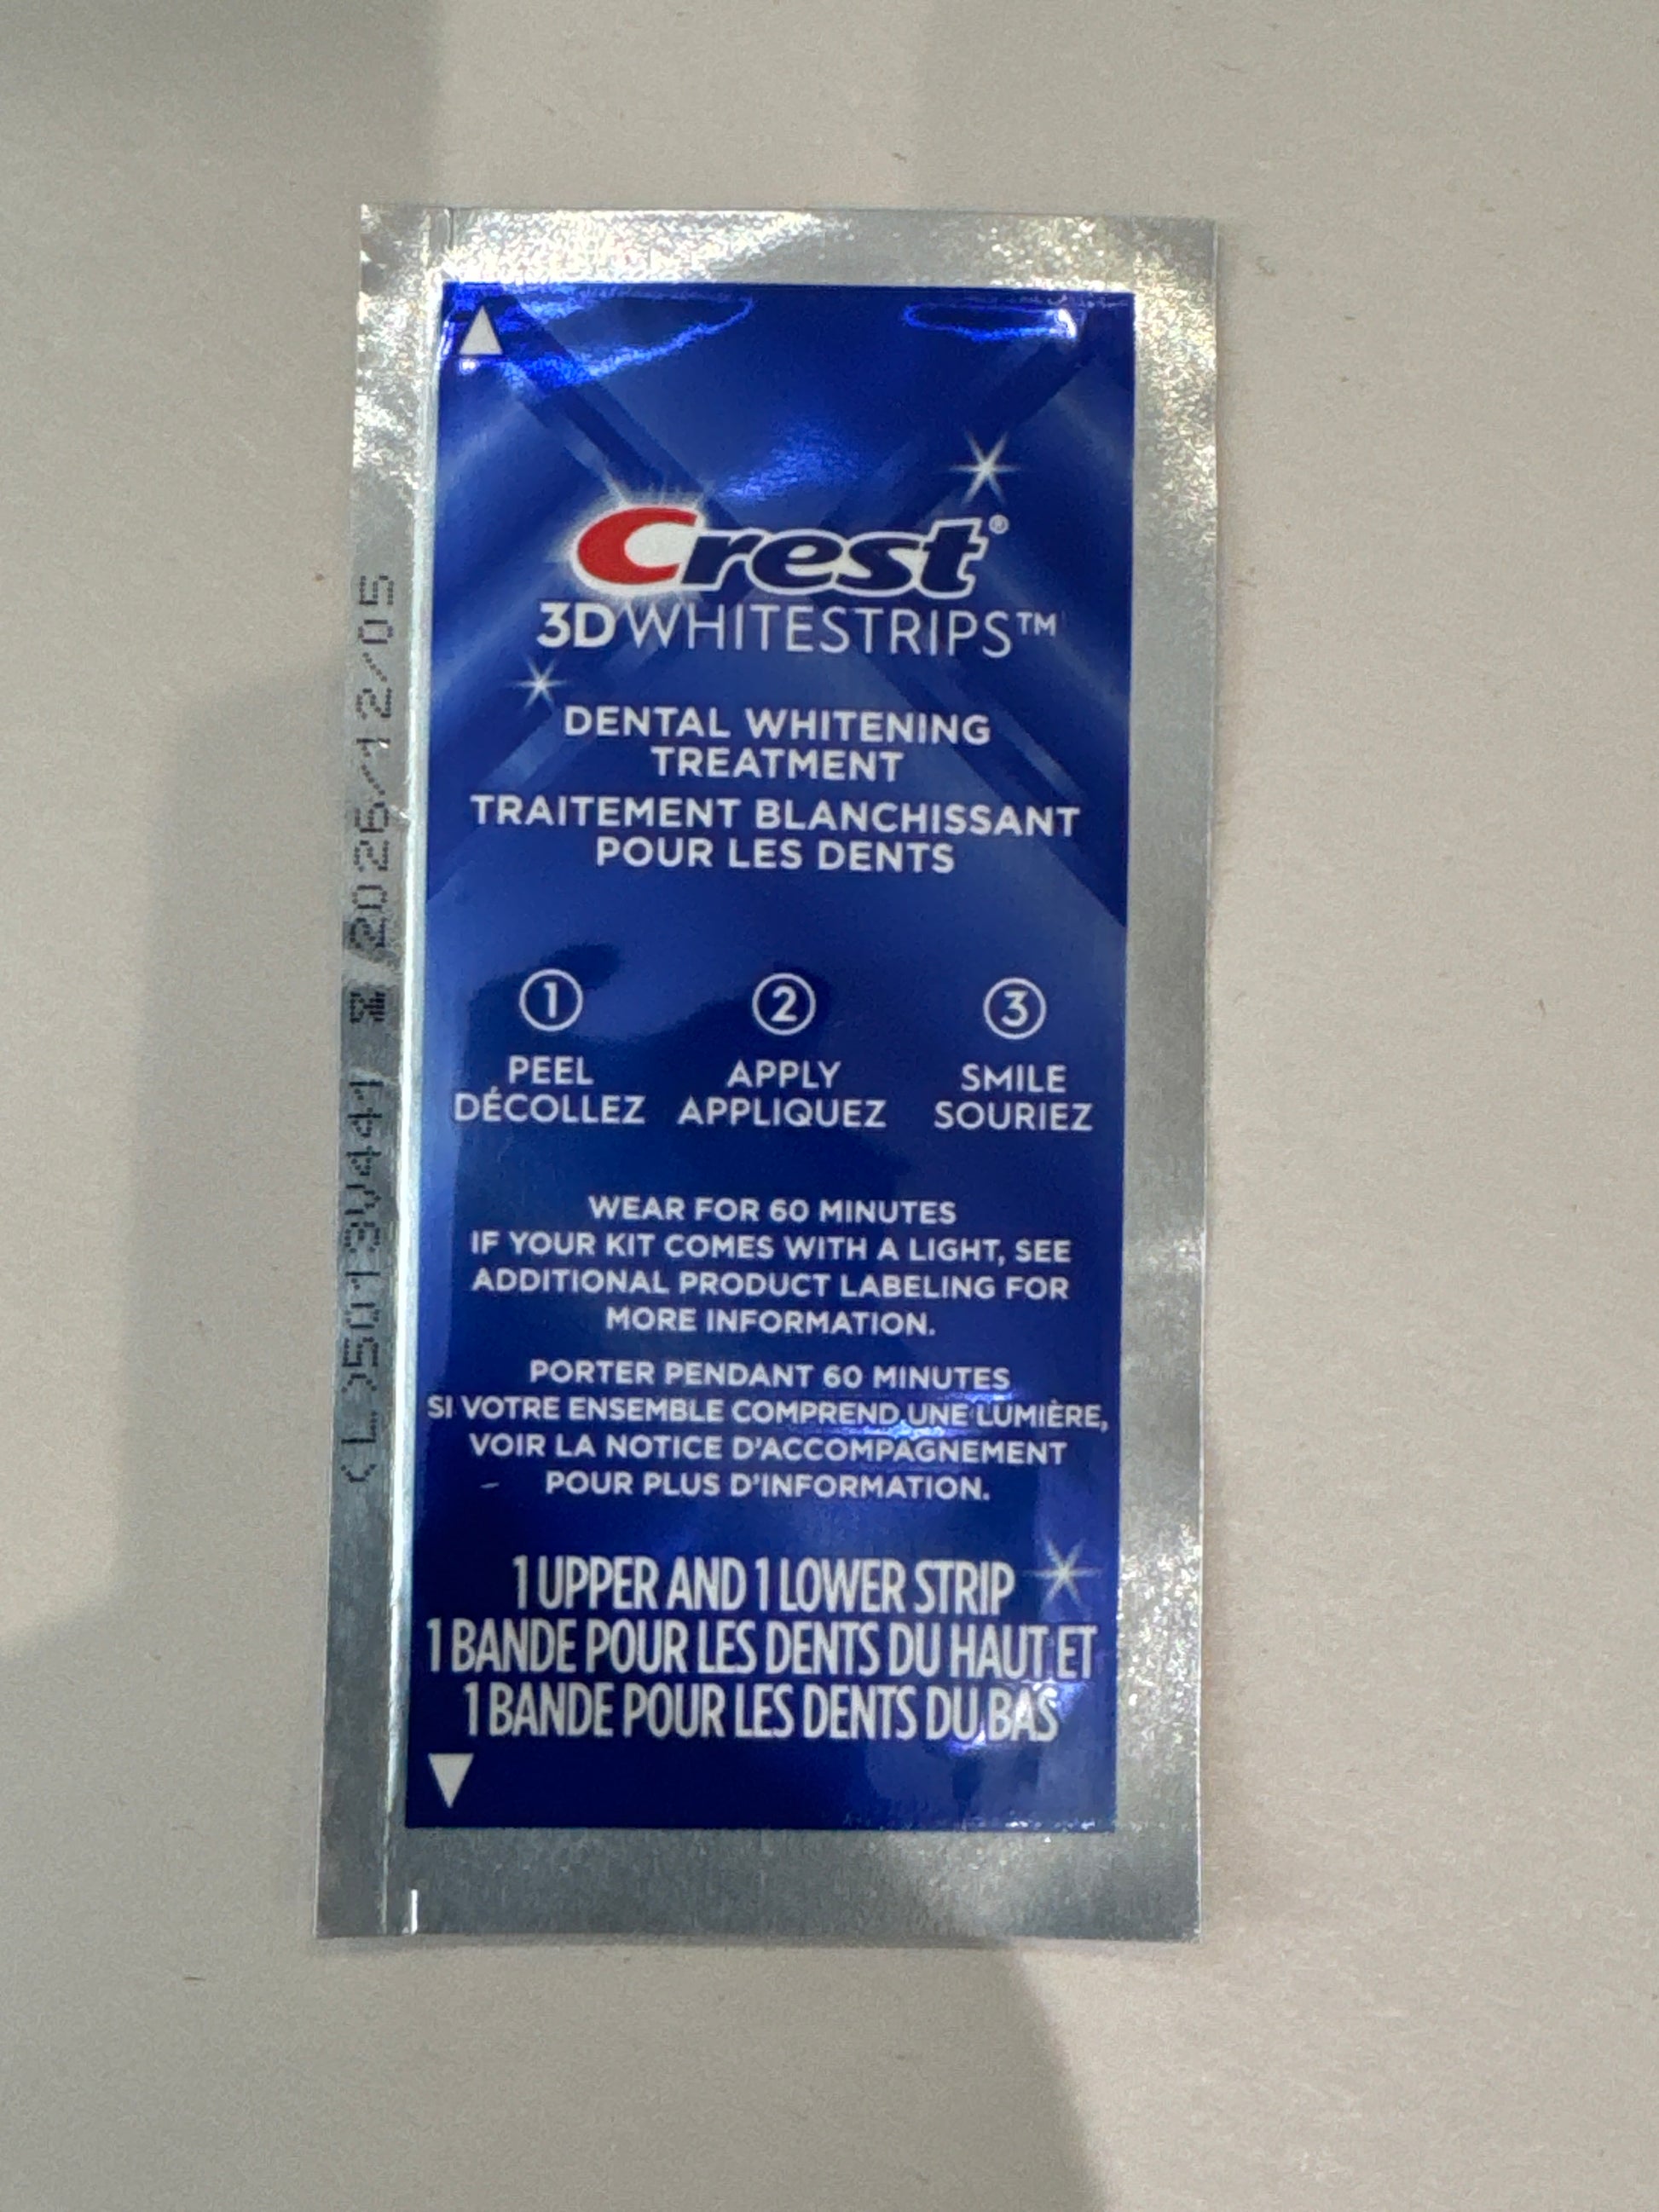 Crest®
3DWHITESTRIPS™
DENTAL WHITENING
TREATMENT
TRAITEMENT BLANCHISSANT
POUR LES DENTS
1
PEEL
DÉCOLLEZ
2
APPLY
APPLIQUEZ
3
SMILE
SOURIEZ
WEAR FOR 60 MINUTES
IF YOUR KIT COMES WITH A LIGHT, SEE
ADDITIONAL PRODUCT LABELING FOR
MORE INFORMATION.
PORTER PENDANT 60 MINUTES
SI VOTRE ENSEMBLE COMPREND UNE LUMIÈRE,
VOIR LA NOTICE D'ACCOMPAGNEMENT
POUR PLUS D'INFORMATION.
1 UPPER AND 1 LOWER STRIP
1 BANDE POUR LES DENTS DU HAUT ET
1 BANDE POUR LES DENTS DU BAS
2026/12/05